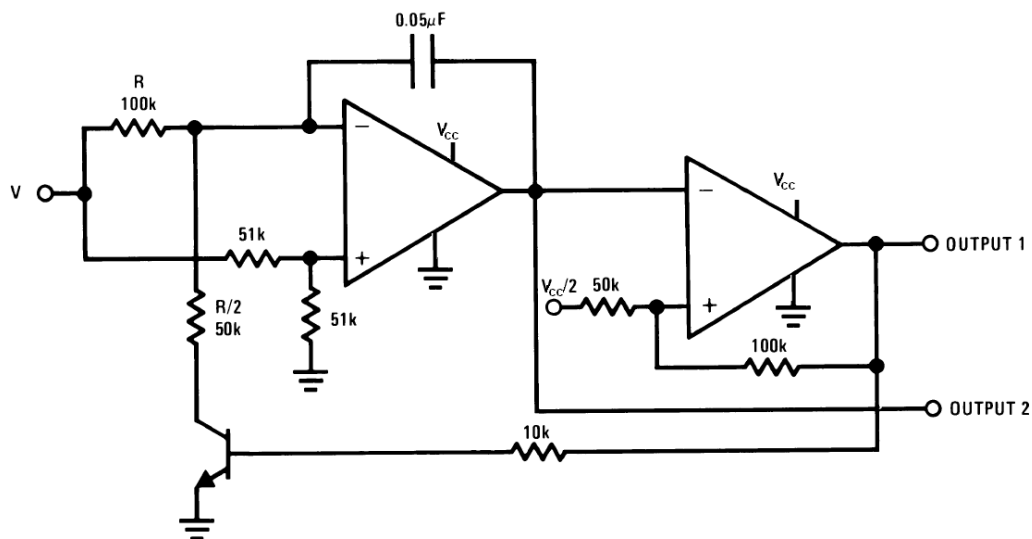 0.05µF
R
100k
−
VCC
V
−
VCC
51k
+
OUTPUT 1
R/2
50k
51k
VCC/2
50k
+
100k
OUTPUT 2
10k